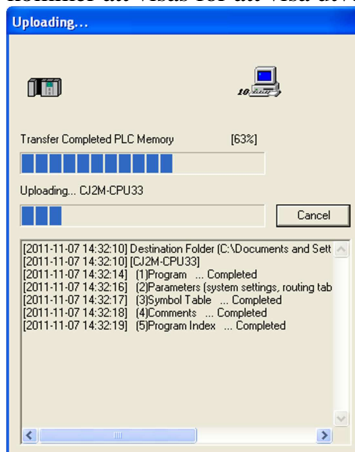 Uploading...
Transfer Completed PLC Memory [63%]
Uploading... CJ2M-CPU33
Cancel
[2011-11-07 14:32:10] Destination Folder (C:\Documents and Sett
[2011-11-07 14:32:10] [CJ2M-CPU33]
[2011-11-07 14:32:14] (1)Program ... Completed
[2011-11-07 14:32:16] (2)Parameters (system settings, routing tab
[2011-11-07 14:32:17] (3)Symbol Table ... Completed
[2011-11-07 14:32:18] (4)Comments ... Completed
[2011-11-07 14:32:19] (5)Program Index ... Completed